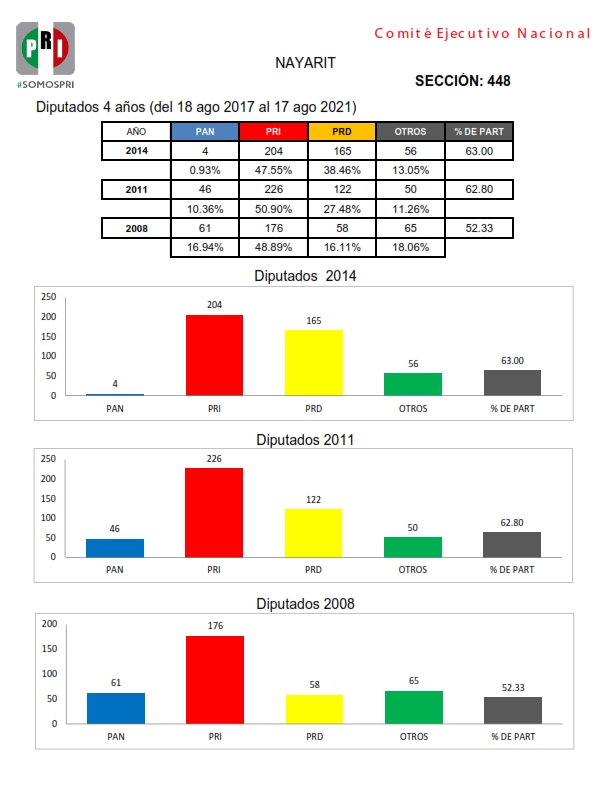 Comité Ejecutivo Nacional
PRI
#SOMOSPRI
NAYARIT
SECCIÓN: 448
Diputados 4 años (del 18 ago 2017 al 17 ago 2021)
AÑO PAN PRI PRD OTROS % DE PART
2014 4 204 165 56 63.00
0.93% 47.55% 38.46% 13.05%
2011 46 226 122 50 62.80
10.36% 50.90% 27.48% 11.26%
2008 61 176 58 65 52.33
16.94% 48.89% 16.11% 18.06%
Diputados 2014
250
200
150
100
50
0
4 204 165 56 63.00
PAN PRI PRD OTROS % DE PART
Diputados 2011
250
200
150
100
50
0
46 226 122 50 62.80
PAN PRI PRD OTROS % DE PART
Diputados 2008
200
150
100
50
0
61 176 58 65 52.33
PAN PRI PRD OTROS % DE PART